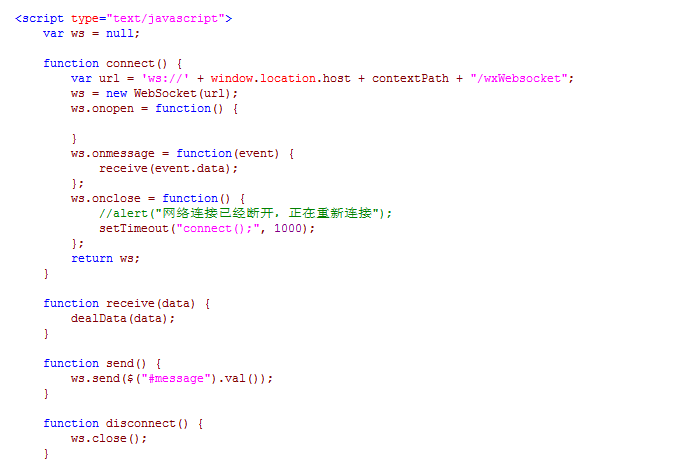 <script type="text/javascript">
    var ws = null;

    function connect() {
        var url = 'ws://' + window.location.host + contextPath + "/wxWebsocket";
        ws = new WebSocket(url);
        ws.onopen = function() {

        }
        ws.onmessage = function(event) {
            receive(event.data);
        };
        ws.onclose = function() {
            //alert("网络连接已经断开，正在重新连接");
            setTimeout("connect();", 1000);
        };
        return ws;
    }

    function receive(data) {
        dealData(data);
    }

    function send() {
        ws.send($("#message").val());
    }

    function disconnect() {
        ws.close();
    }